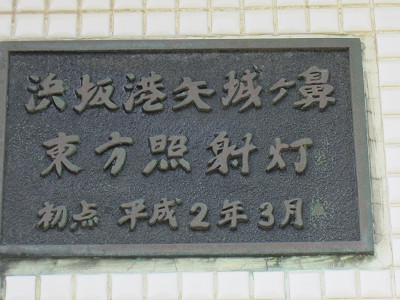 浜坂港矢城ヶ鼻
東方照射灯
初点 平成2年3月